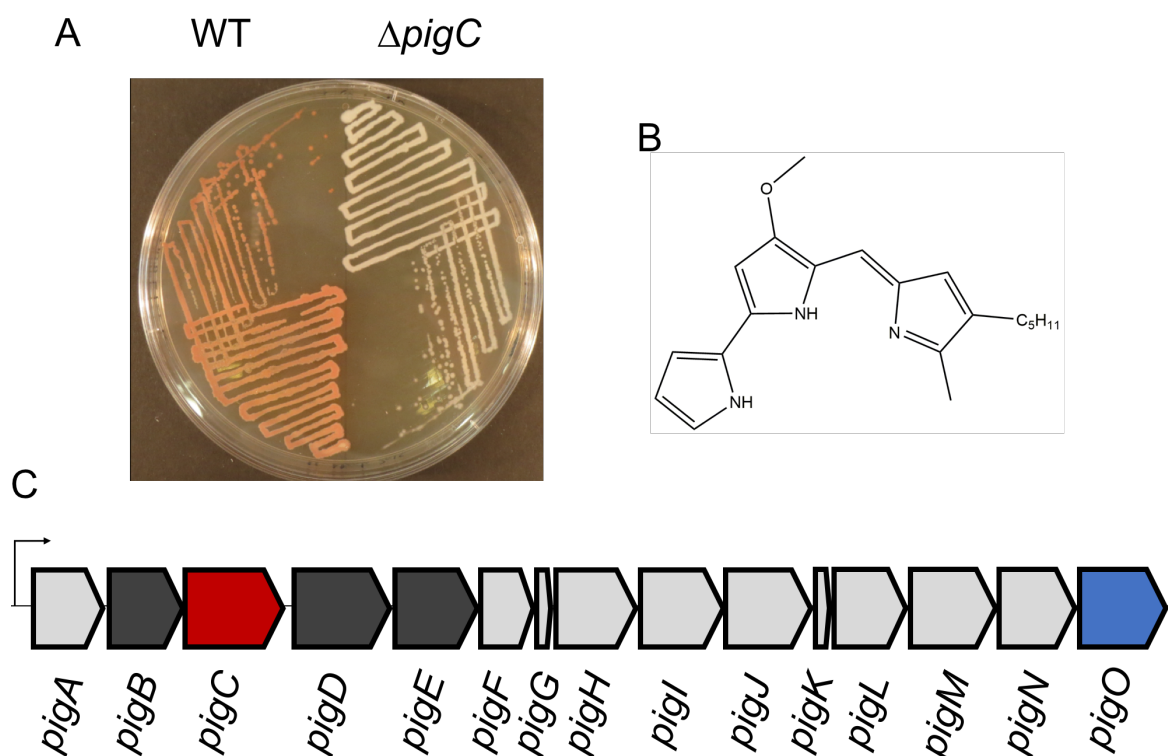 A WT ΔpigC
B
O
NH
N
C₅H₁₁
NH
C
pigA pigB pigC pigD pigE pigF pigG pigH pigI pigJ pigK pigL pigM pigN pigO